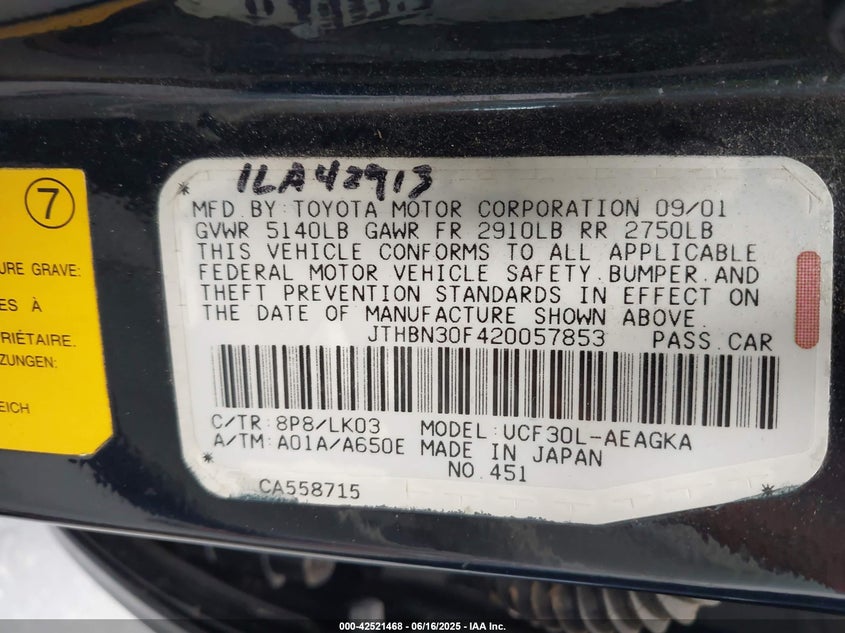 1LA42913
7
MFD.BY:TOYOTA MOTOR CORPORATION 09/01
GVWR 5140LB GAWR FR 2910LB RR 2750LB
THIS VEHICLE CONFORMS TO ALL APPLICABLE
FEDERAL MOTOR VEHICLE SAFETY.BUMPER.AND
THEFT PREVENTION STANDARDS IN EFFECT ON
THE DATE OF MANUFACTURE SHOWN ABOVE.
JTHBN30F420057853 PASS.CAR
C/TR:8P8/LK03 MODEL:UCF30L-AEAGKA
A/TM:A01A/A650E MADE IN JAPAN
NO.451
CA558715
URE GRAVE:
ES À
PRIÉTAIRE.
ZUNGEN:
EICH
000-42521468 - 06/16/2025 - IAA Inc.